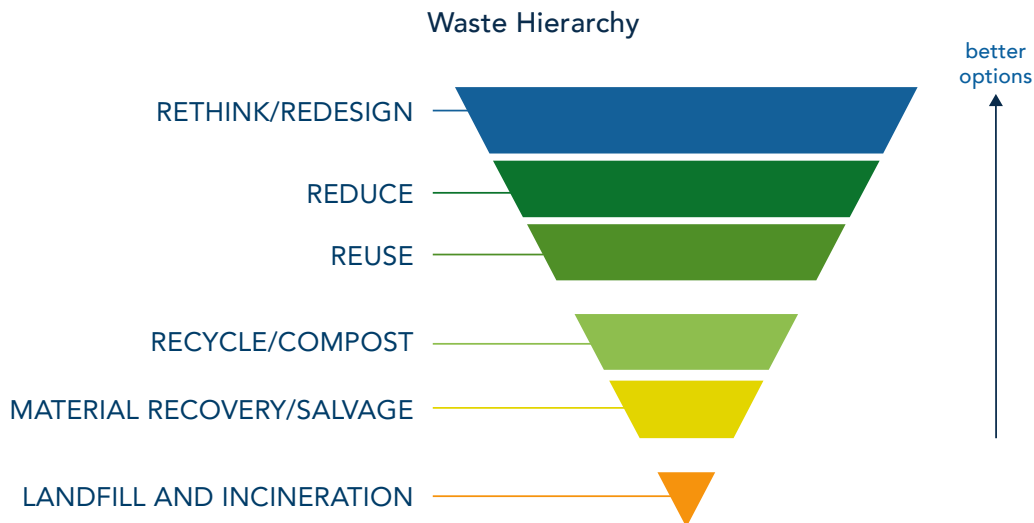 Waste Hierarchy
better
options
RETHINK/REDESIGN
REDUCE
REUSE
RECYCLE/COMPOST
MATERIAL RECOVERY/SALVAGE
LANDFILL AND INCINERATION